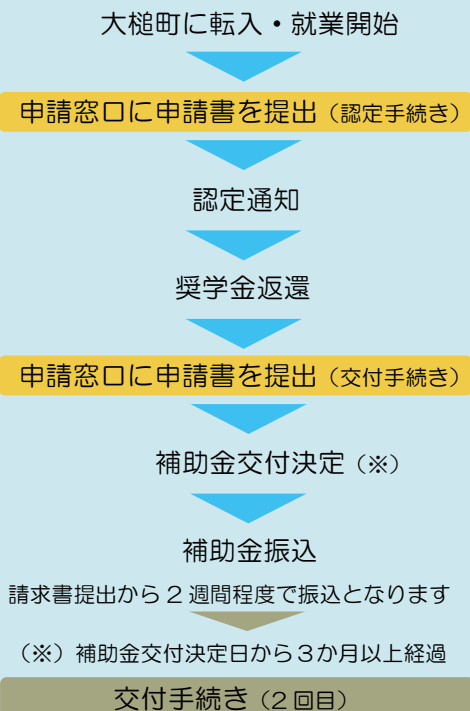 大槌町に転入・就業開始
申請窓口に申請書を提出（認定手続き）
認定通知
奨学金返還
申請窓口に申請書を提出（交付手続き）
補助金交付決定（※）
補助金振込
請求書提出から２週間程度で振込となります
（※）補助金交付決定日から３か月以上経過
交付手続き（２回目）